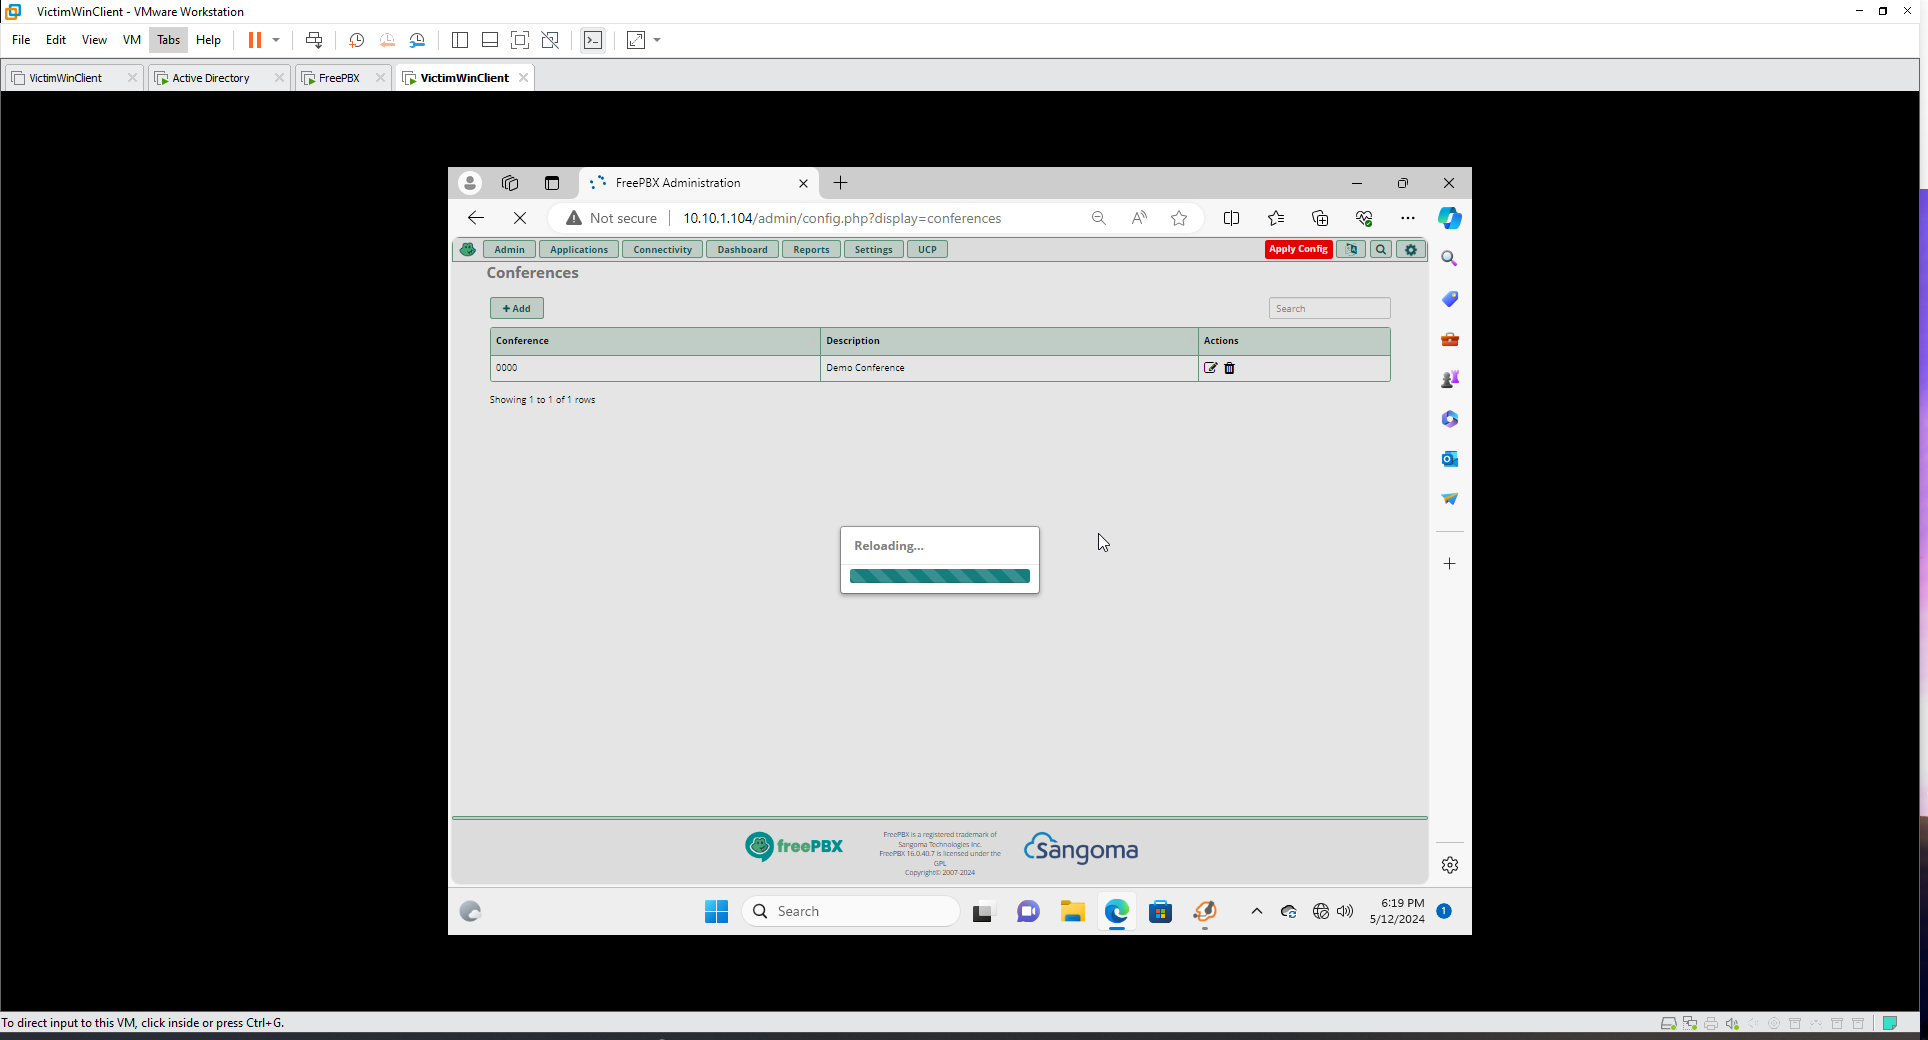 VictimWinClient - VMware Workstation
File Edit View VM Tabs Help
VictimWinClient Active Directory FreePBX VictimWinClient
FreePBX Administration
Not secure 10.10.1.104/admin/config.php?display=conferences
Admin Applications Connectivity Dashboard Reports Settings UCP Apply Config
Conferences
+ Add Search
Conference Description Actions
0000 Demo Conference
Showing 1 to 1 of 1 rows
Reloading...
freePBX
FreePBX is a registered trademark of
Sangoma Technologies Inc.
FreePBX 16.0.40.7 is licensed under the
GPL
Copyright© 2007-2024
Sangoma
Search
6:19 PM
5/12/2024
1
To direct input to this VM, click inside or press Ctrl+G.